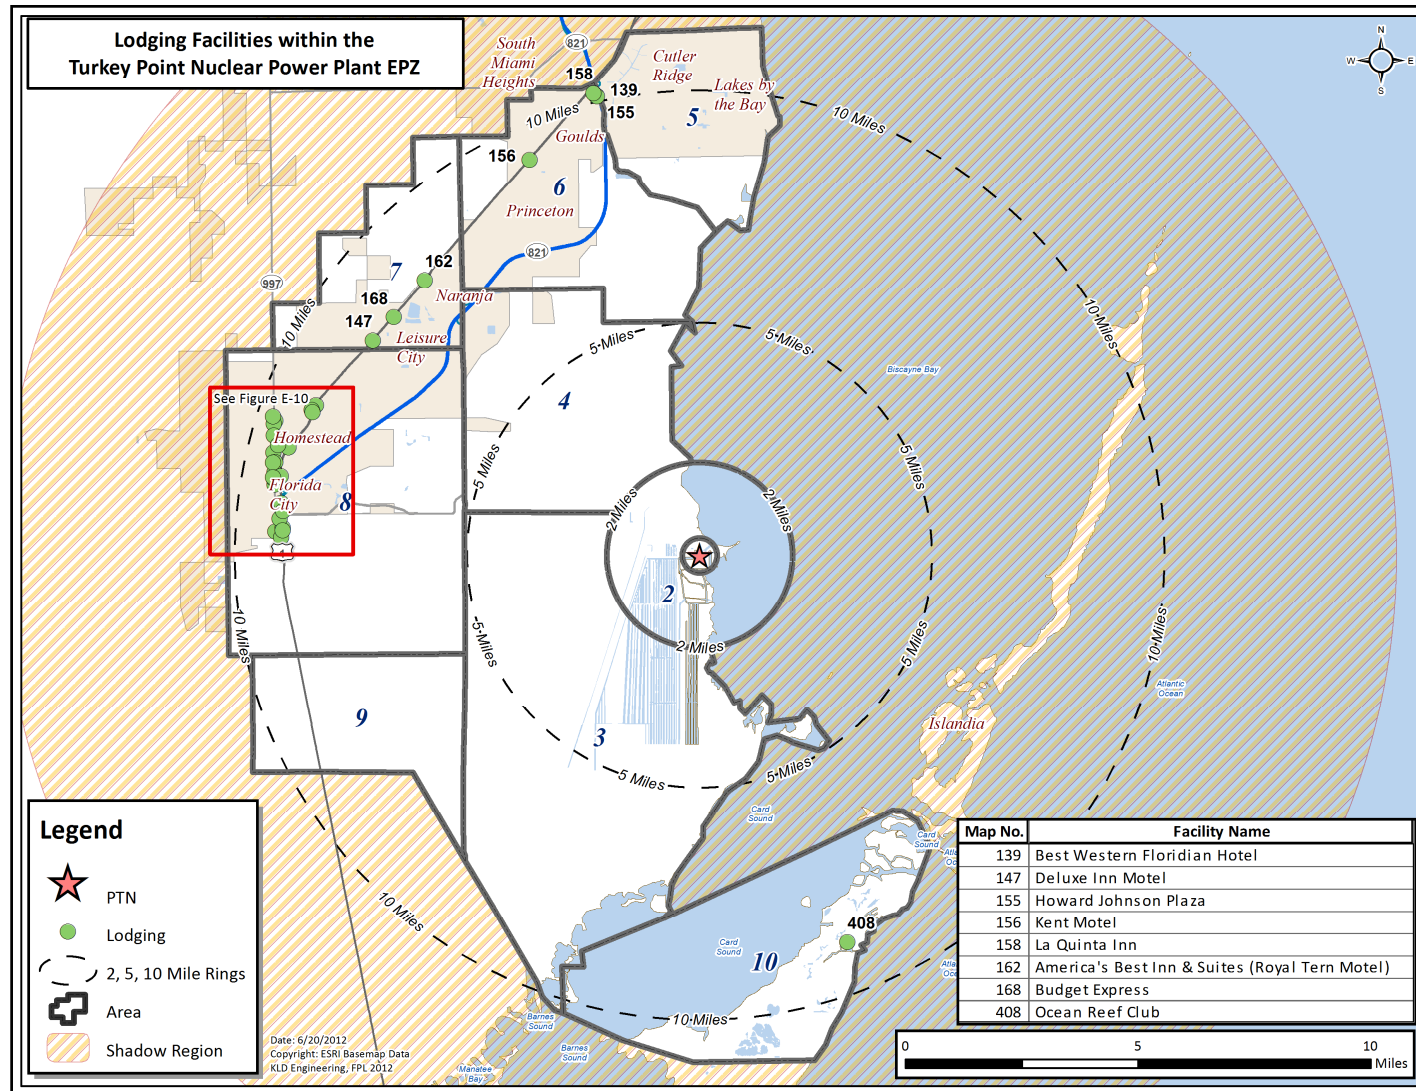 Lodging Facilities within the
Turkey Point Nuclear Power Plant EPZ
N
W E
S
821
South
Miami
Heights
158
139
155
Cutler
Ridge
Lakes by
the Bay
5
10 Miles
10 Miles
Goulds
156
6
Princeton
821
997
7
162
Naranja
168
147
10 Miles
Leisure
City
10 Miles
5 Miles
5 Miles
Biscayne Bay
See Figure E-10
4
Homestead
5 Miles
5 Miles
Florida
City
8
2 Miles
2 Miles
1
2
10 Miles
5 Miles
2 Miles
5 Miles
10 Miles
Atlantic
Ocean
9
3
Islandia
5 Miles
5 Miles
Card
Sound
Card
Sound
10 Miles
408
Card
Sound
10
10 Miles
Barnes
Sound
Barnes
Sound
Manatee
Bay
Legend
PTN
Lodging
2, 5, 10 Mile Rings
Area
Shadow Region
Date: 6/20/2012
Copyright: ESRI Basemap Data
KLD Engineering, FPL 2012
Map No. Facility Name
139 Best Western Floridian Hotel
147 Deluxe Inn Motel
155 Howard Johnson Plaza
156 Kent Motel
158 La Quinta Inn
162 America's Best Inn & Suites (Royal Tern Motel)
168 Budget Express
408 Ocean Reef Club
0 5 10
Miles